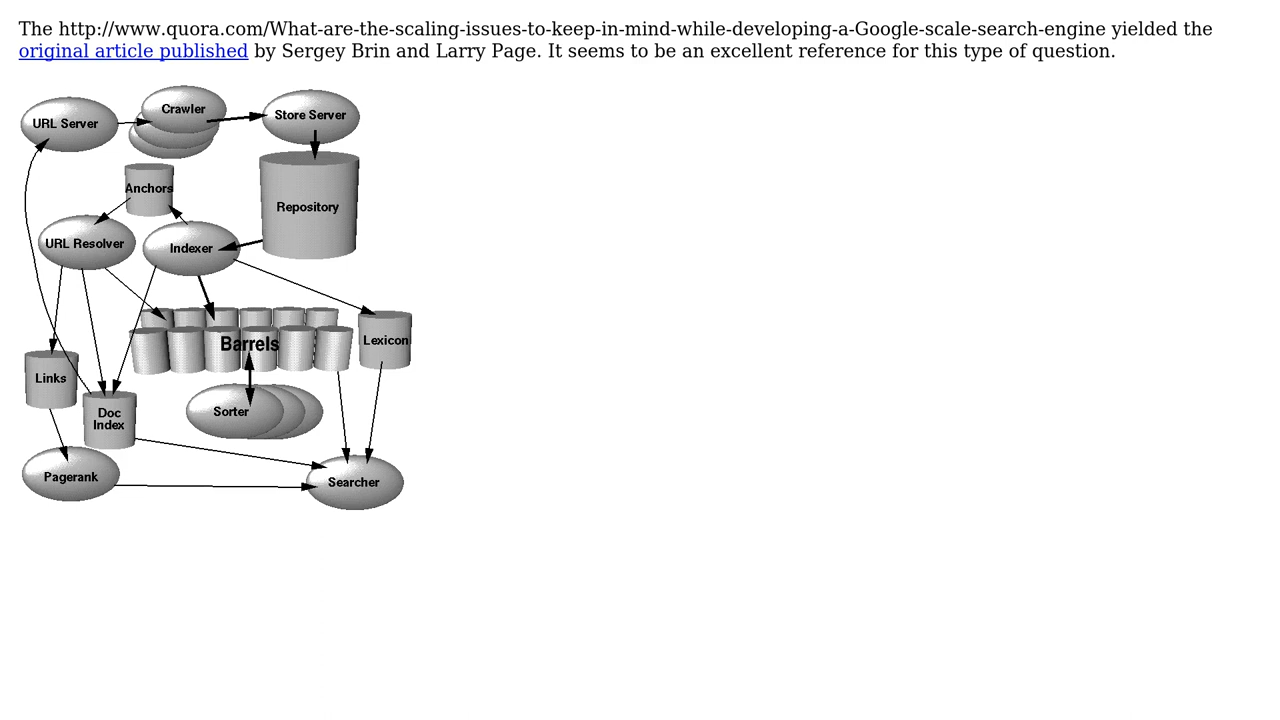 The http://www.quora.com/What-are-the-scaling-issues-to-keep-in-mind-while-developing-a-Google-scale-search-engine yielded the
original article published by Sergey Brin and Larry Page. It seems to be an excellent reference for this type of question.
URL Server
Crawler
Store Server
Anchors
Repository
URL Resolver
Indexer
Barrels
Lexicon
Links
Doc
Index
Sorter
Pagerank
Searcher